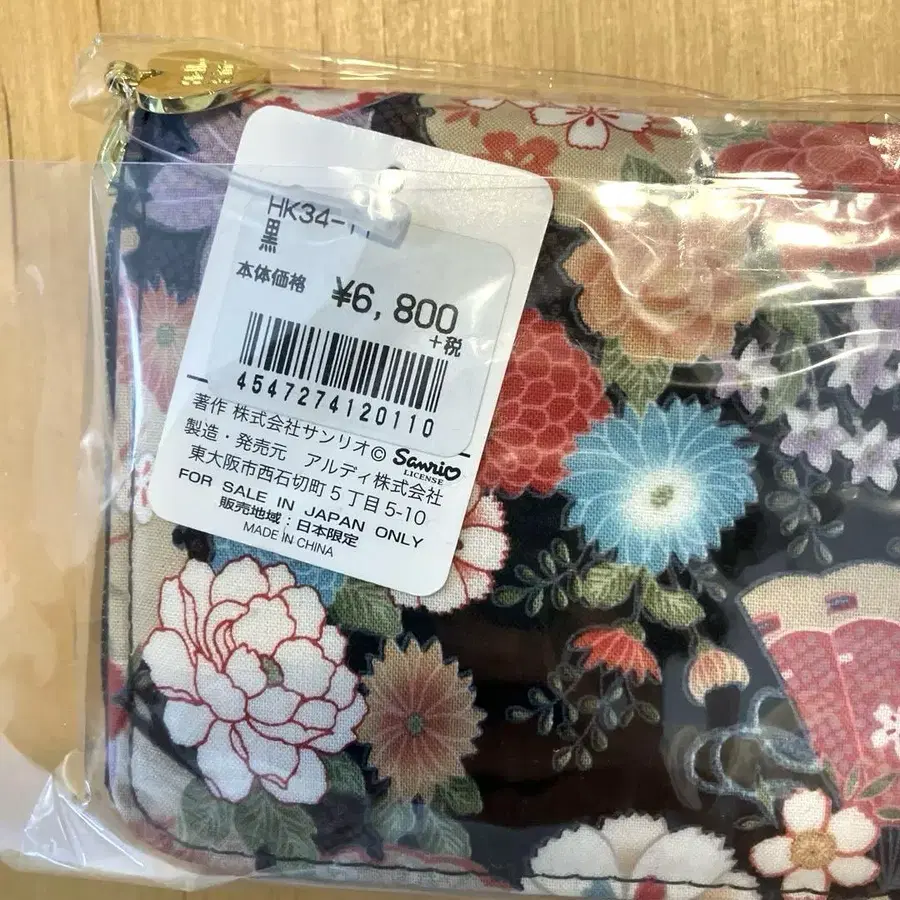 HK34-11
黒
本体価格 ¥6,800
+税
4547274120110
著作 株式会社サンリオ© Sanrio
LICENSE
製造・発売元 アルディ株式会社
東大阪市西石切町5丁目5-10
FOR SALE IN JAPAN ONLY
販売地域:日本限定
MADE IN CHINA